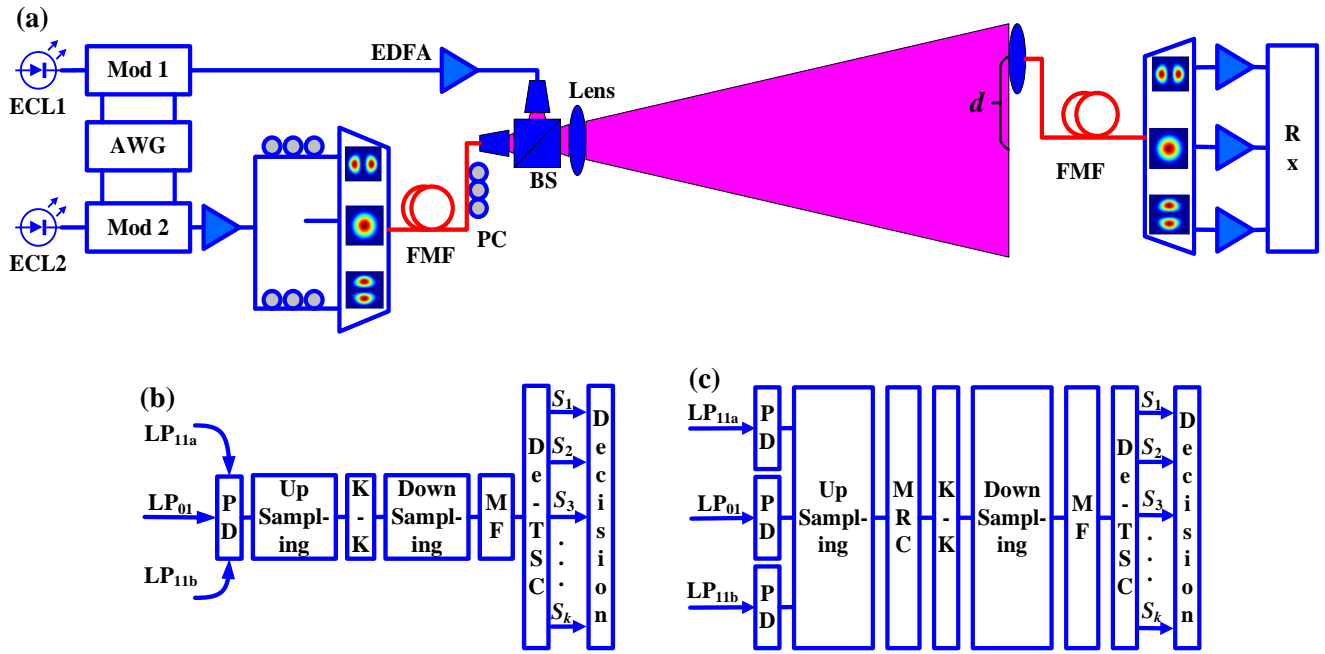 (a)
ECL1
Mod 1
AWG
Mod 2
ECL2
EDFA
FMF
PC
BS
Lens
d
FMF
R
x
(b)
LP11a
LP01
LP11b
P
D
Up
Sampl-
ing
K
-
K
Down
Sampl-
ing
M
F
D
e
-
T
S
C
S1
S2
S3
.
.
.
Sk
D
e
c
i
s
i
o
n
(c)
LP11a
LP01
LP11b
P
D
P
D
P
D
Up
Sampl-
ing
M
R
C
K
-
K
Down
Sampl-
ing
M
F
D
e
-
T
S
C
S1
S2
S3
.
.
.
Sk
D
e
c
i
s
i
o
n